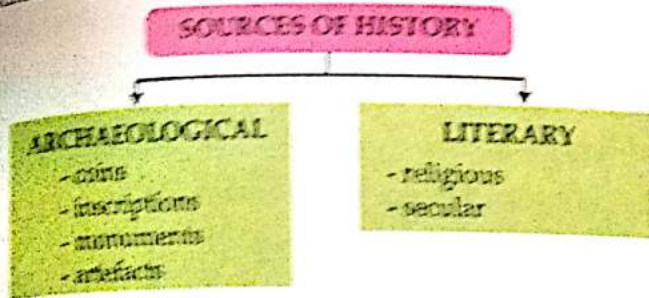 SOURCES OF HISTORY
ARCHAEOLOGICAL
- coins
- inscriptions
- monuments
- artefacts
LITERARY
- religious
- secular